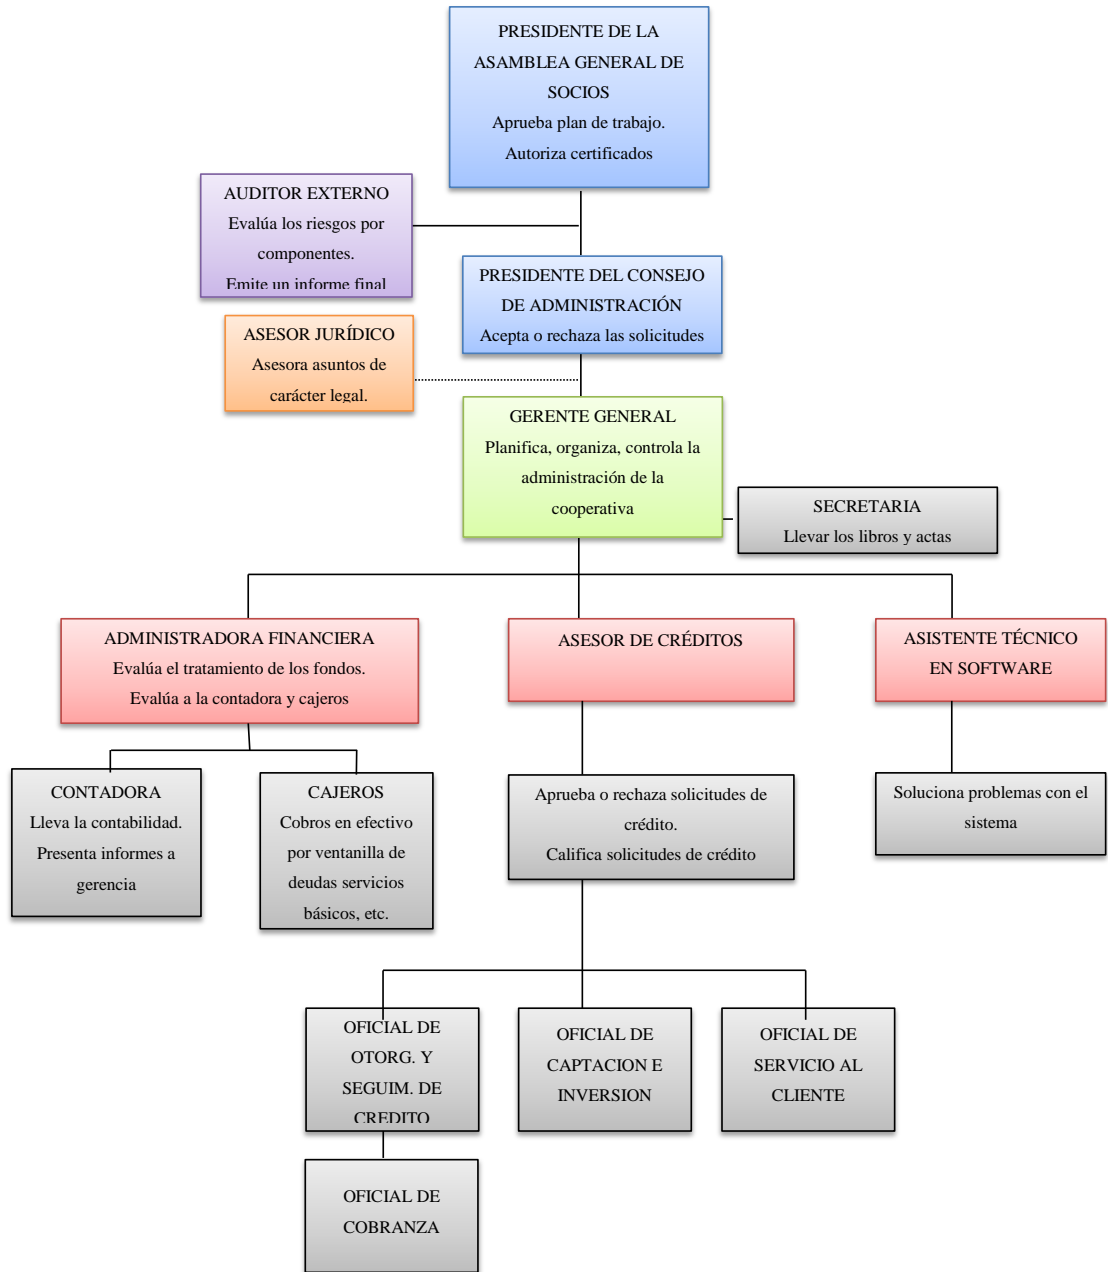 PRESIDENTE DE LA
ASAMBLEA GENERAL DE
SOCIOS
Aprueba plan de trabajo.
Autoriza certificados
AUDITOR EXTERNO
Evalúa los riesgos por
componentes.
Emite un informe final
PRESIDENTE DEL CONSEJO
DE ADMINISTRACIÓN
Acepta o rechaza las solicitudes
ASESOR JURÍDICO
Asesora asuntos de
carácter legal.
GERENTE GENERAL
Planifica, organiza, controla la
administración de la
cooperativa
SECRETARIA
Llevar los libros y actas
ADMINISTRADORA FINANCIERA
Evalúa el tratamiento de los fondos.
Evalúa a la contadora y cajeros
ASESOR DE CRÉDITOS
ASISTENTE TÉCNICO
EN SOFTWARE
CONTADORA
Lleva la contabilidad.
Presenta informes a
gerencia
CAJEROS
Cobros en efectivo
por ventanilla de
deudas servicios
básicos, etc.
Aprueba o rechaza solicitudes de
crédito.
Califica solicitudes de crédito
Soluciona problemas con el
sistema
OFICIAL DE
OTORG. Y
SEGUIM. DE
CREDITO
OFICIAL DE
CAPTACION E
INVERSION
OFICIAL DE
SERVICIO AL
CLIENTE
OFICIAL DE
COBRANZA